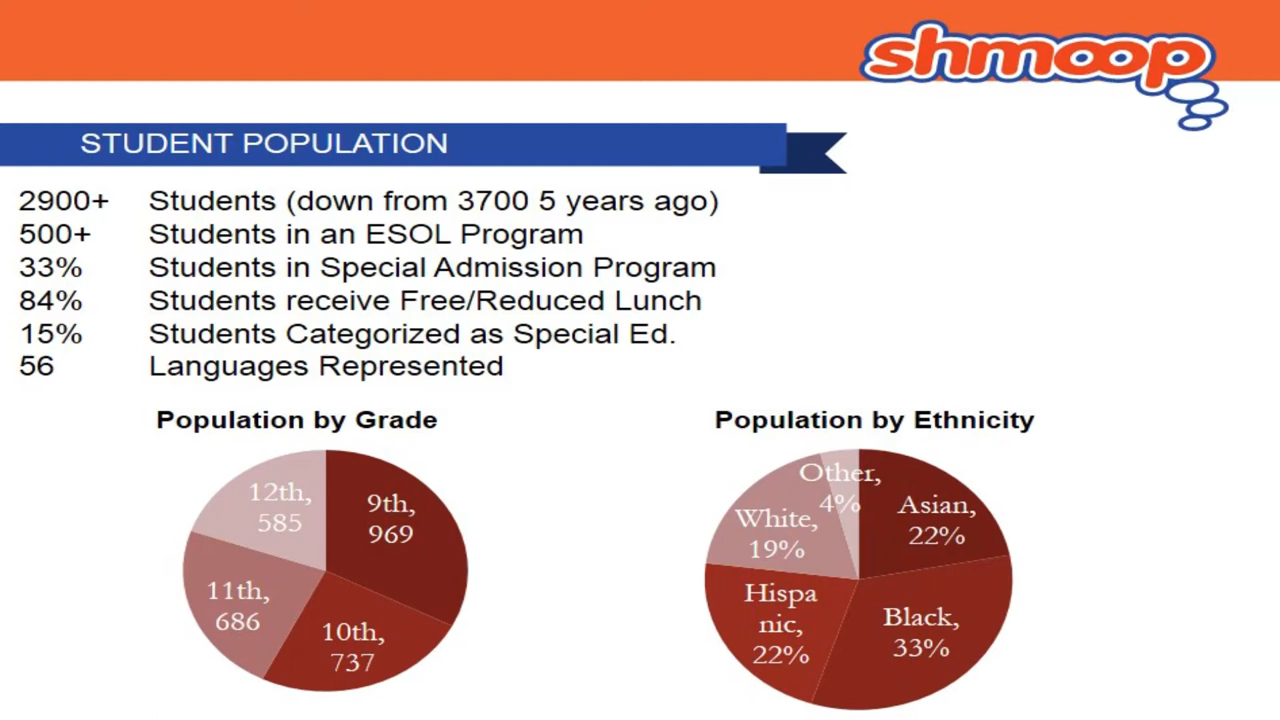 shmoop
STUDENT POPULATION
2900+ Students (down from 3700 5 years ago)
500+ Students in an ESOL Program
33% Students in Special Admission Program
84% Students receive Free/Reduced Lunch
15% Students Categorized as Special Ed.
56 Languages Represented
Population by Grade
12th,
585
9th,
969
11th,
686
10th,
737
Population by Ethnicity
Other,
4%
Asian,
22%
White,
19%
Hispa
nic,
22%
Black,
33%